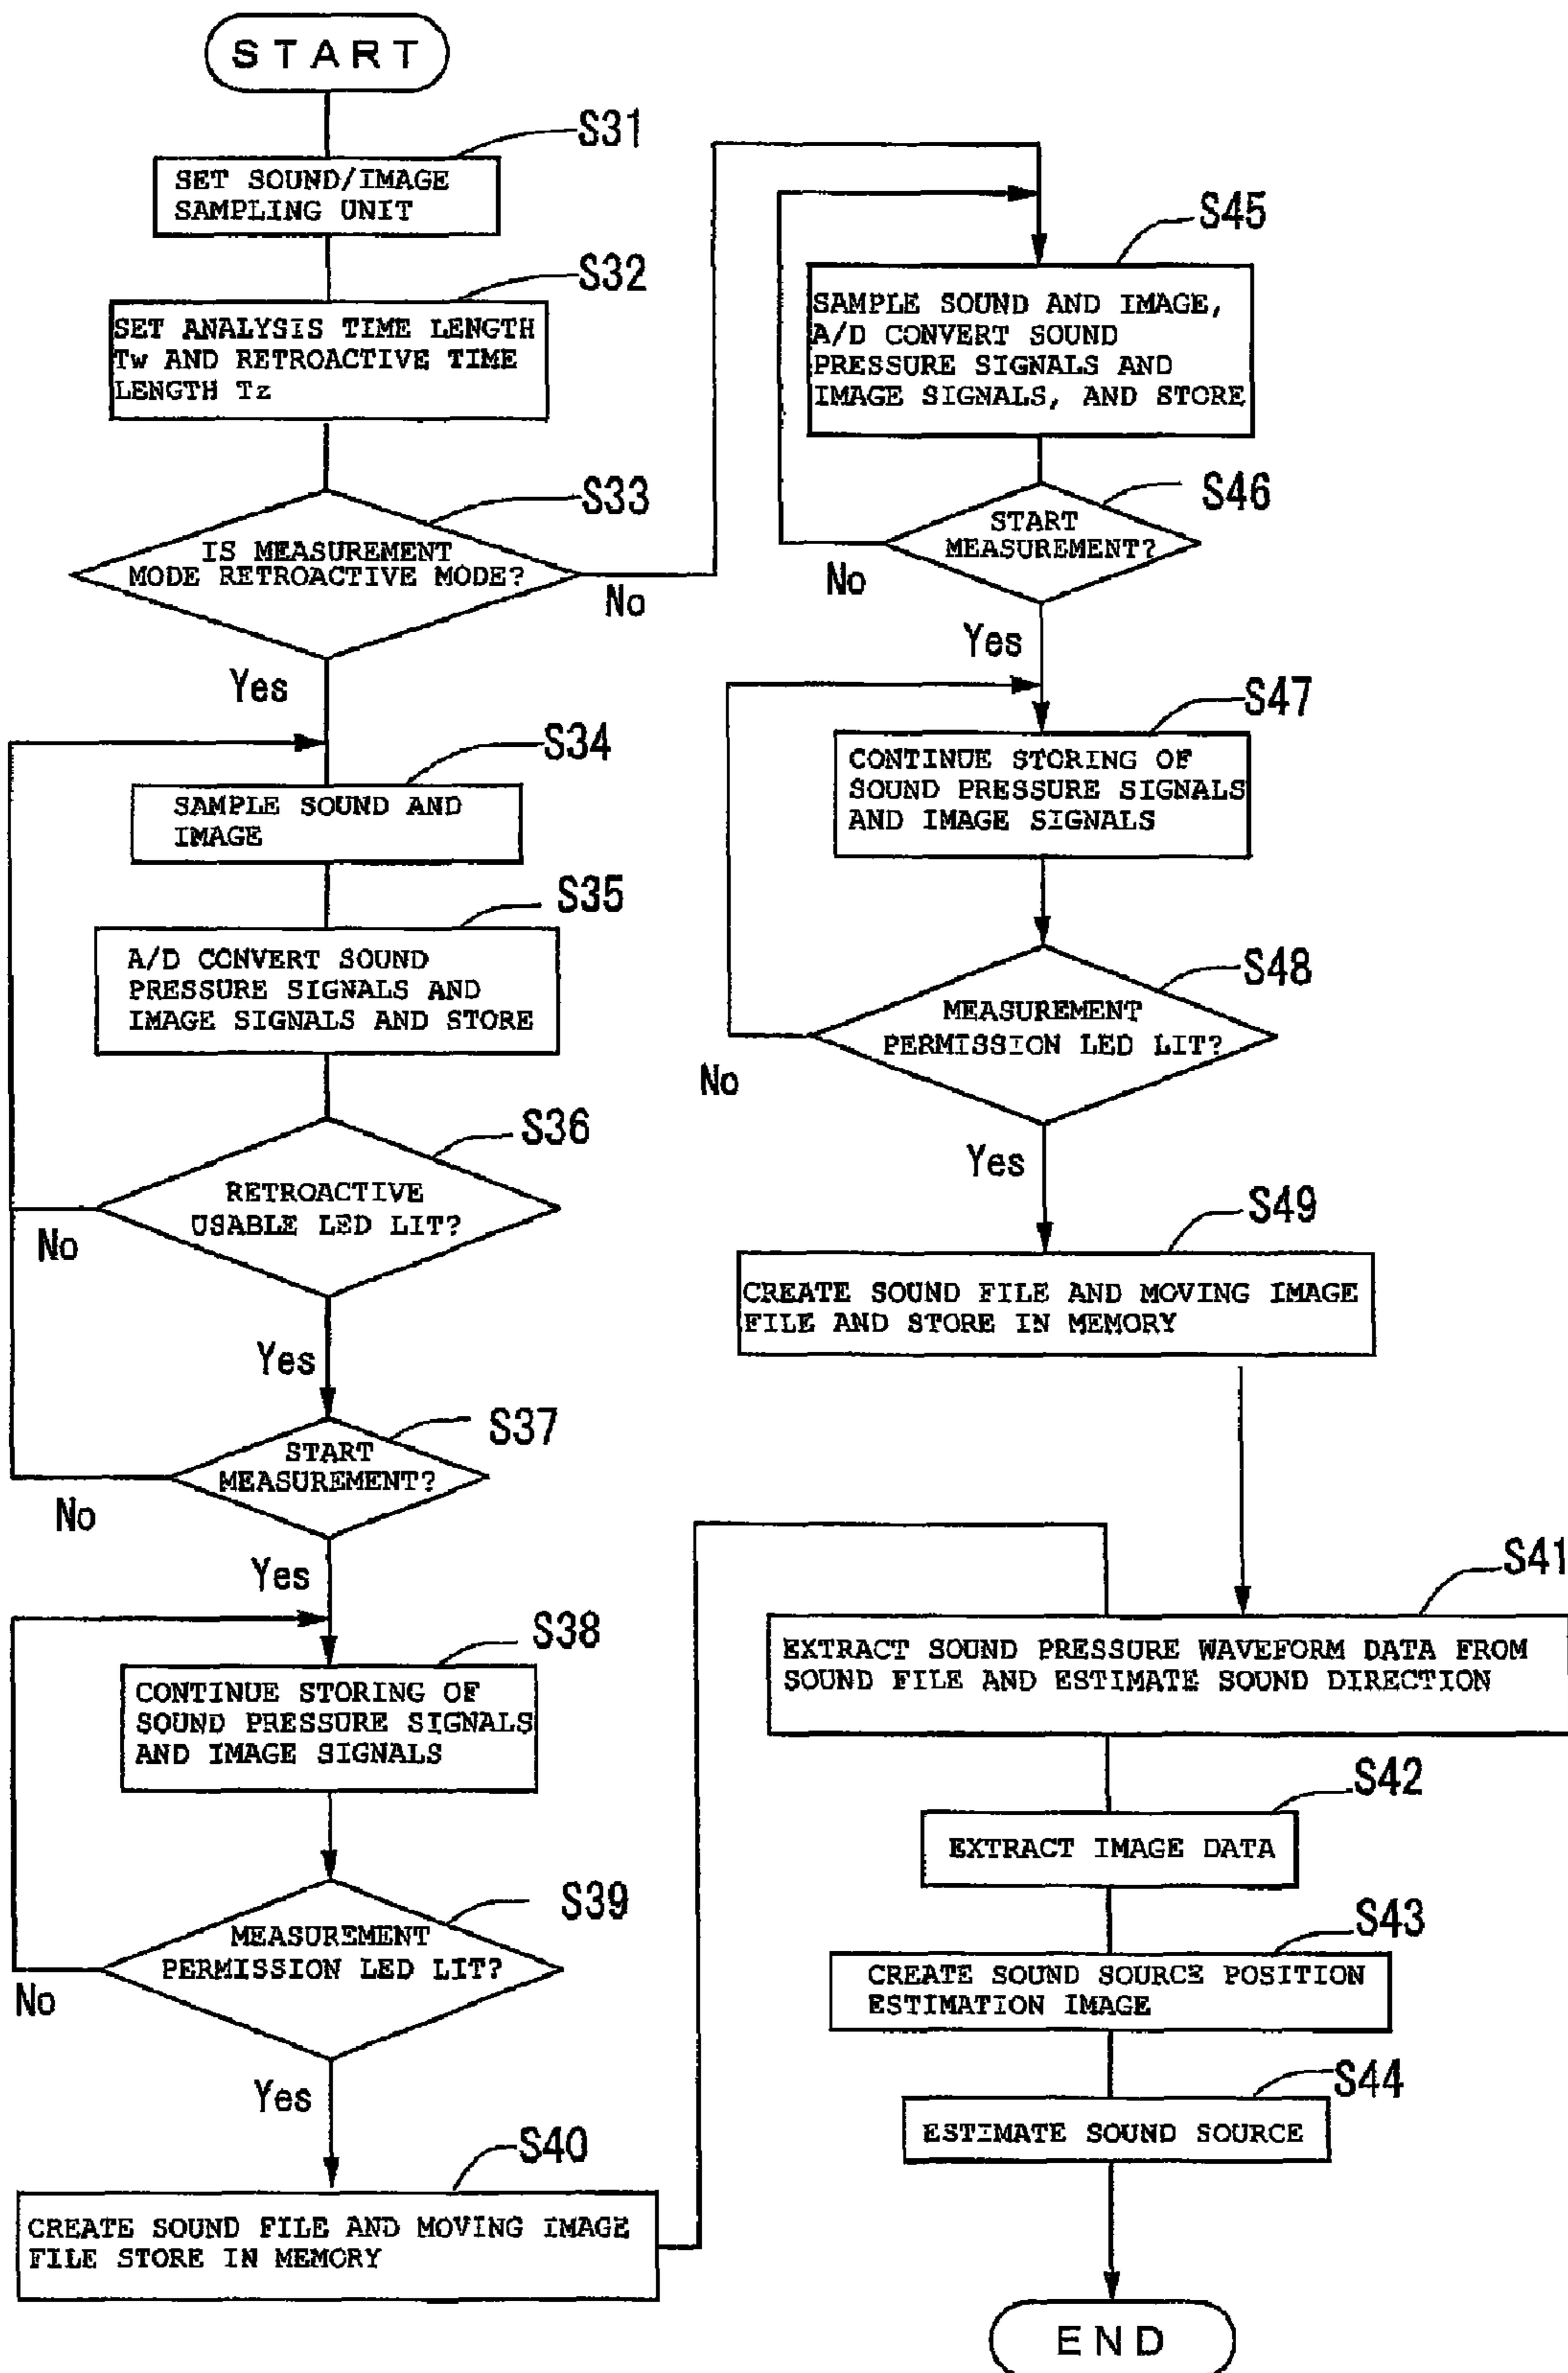 START
S31
SET SOUND/IMAGE
SAMPLING UNIT
S32
SET ANALYSIS TIME LENGTH
Tw AND RETROACTIVE TIME
LENGTH Tz
S33
IS MEASUREMENT
MODE RETROACTIVE MODE?
No
Yes
S34
SAMPLE SOUND AND
IMAGE
S35
A/D CONVERT SOUND
PRESSURE SIGNALS AND
IMAGE SIGNALS AND STORE
S36
RETROACTIVE
USABLE LED LIT?
No
Yes
S37
START
MEASUREMENT?
No
Yes
S38
CONTINUE STORING OF
SOUND PRESSURE SIGNALS
AND IMAGE SIGNALS
S39
MEASUREMENT
PERMISSION LED LIT?
No
Yes
S40
CREATE SOUND FILE AND MOVING IMAGE
FILE STORE IN MEMORY
S45
SAMPLE SOUND AND IMAGE,
A/D CONVERT SOUND
PRESSURE SIGNALS AND
IMAGE SIGNALS, AND STORE
S46
START
MEASUREMENT?
No
Yes
S47
CONTINUE STORING OF
SOUND PRESSURE SIGNALS
AND IMAGE SIGNALS
S48
MEASUREMENT
PERMISSION LED LIT?
No
Yes
S49
CREATE SOUND FILE AND MOVING IMAGE
FILE AND STORE IN MEMORY
S41
EXTRACT SOUND PRESSURE WAVEFORM DATA FROM
SOUND FILE AND ESTIMATE SOUND DIRECTION
S42
EXTRACT IMAGE DATA
S43
CREATE SOUND SOURCE POSITION
ESTIMATION IMAGE
S44
ESTIMATE SOUND SOURCE
END